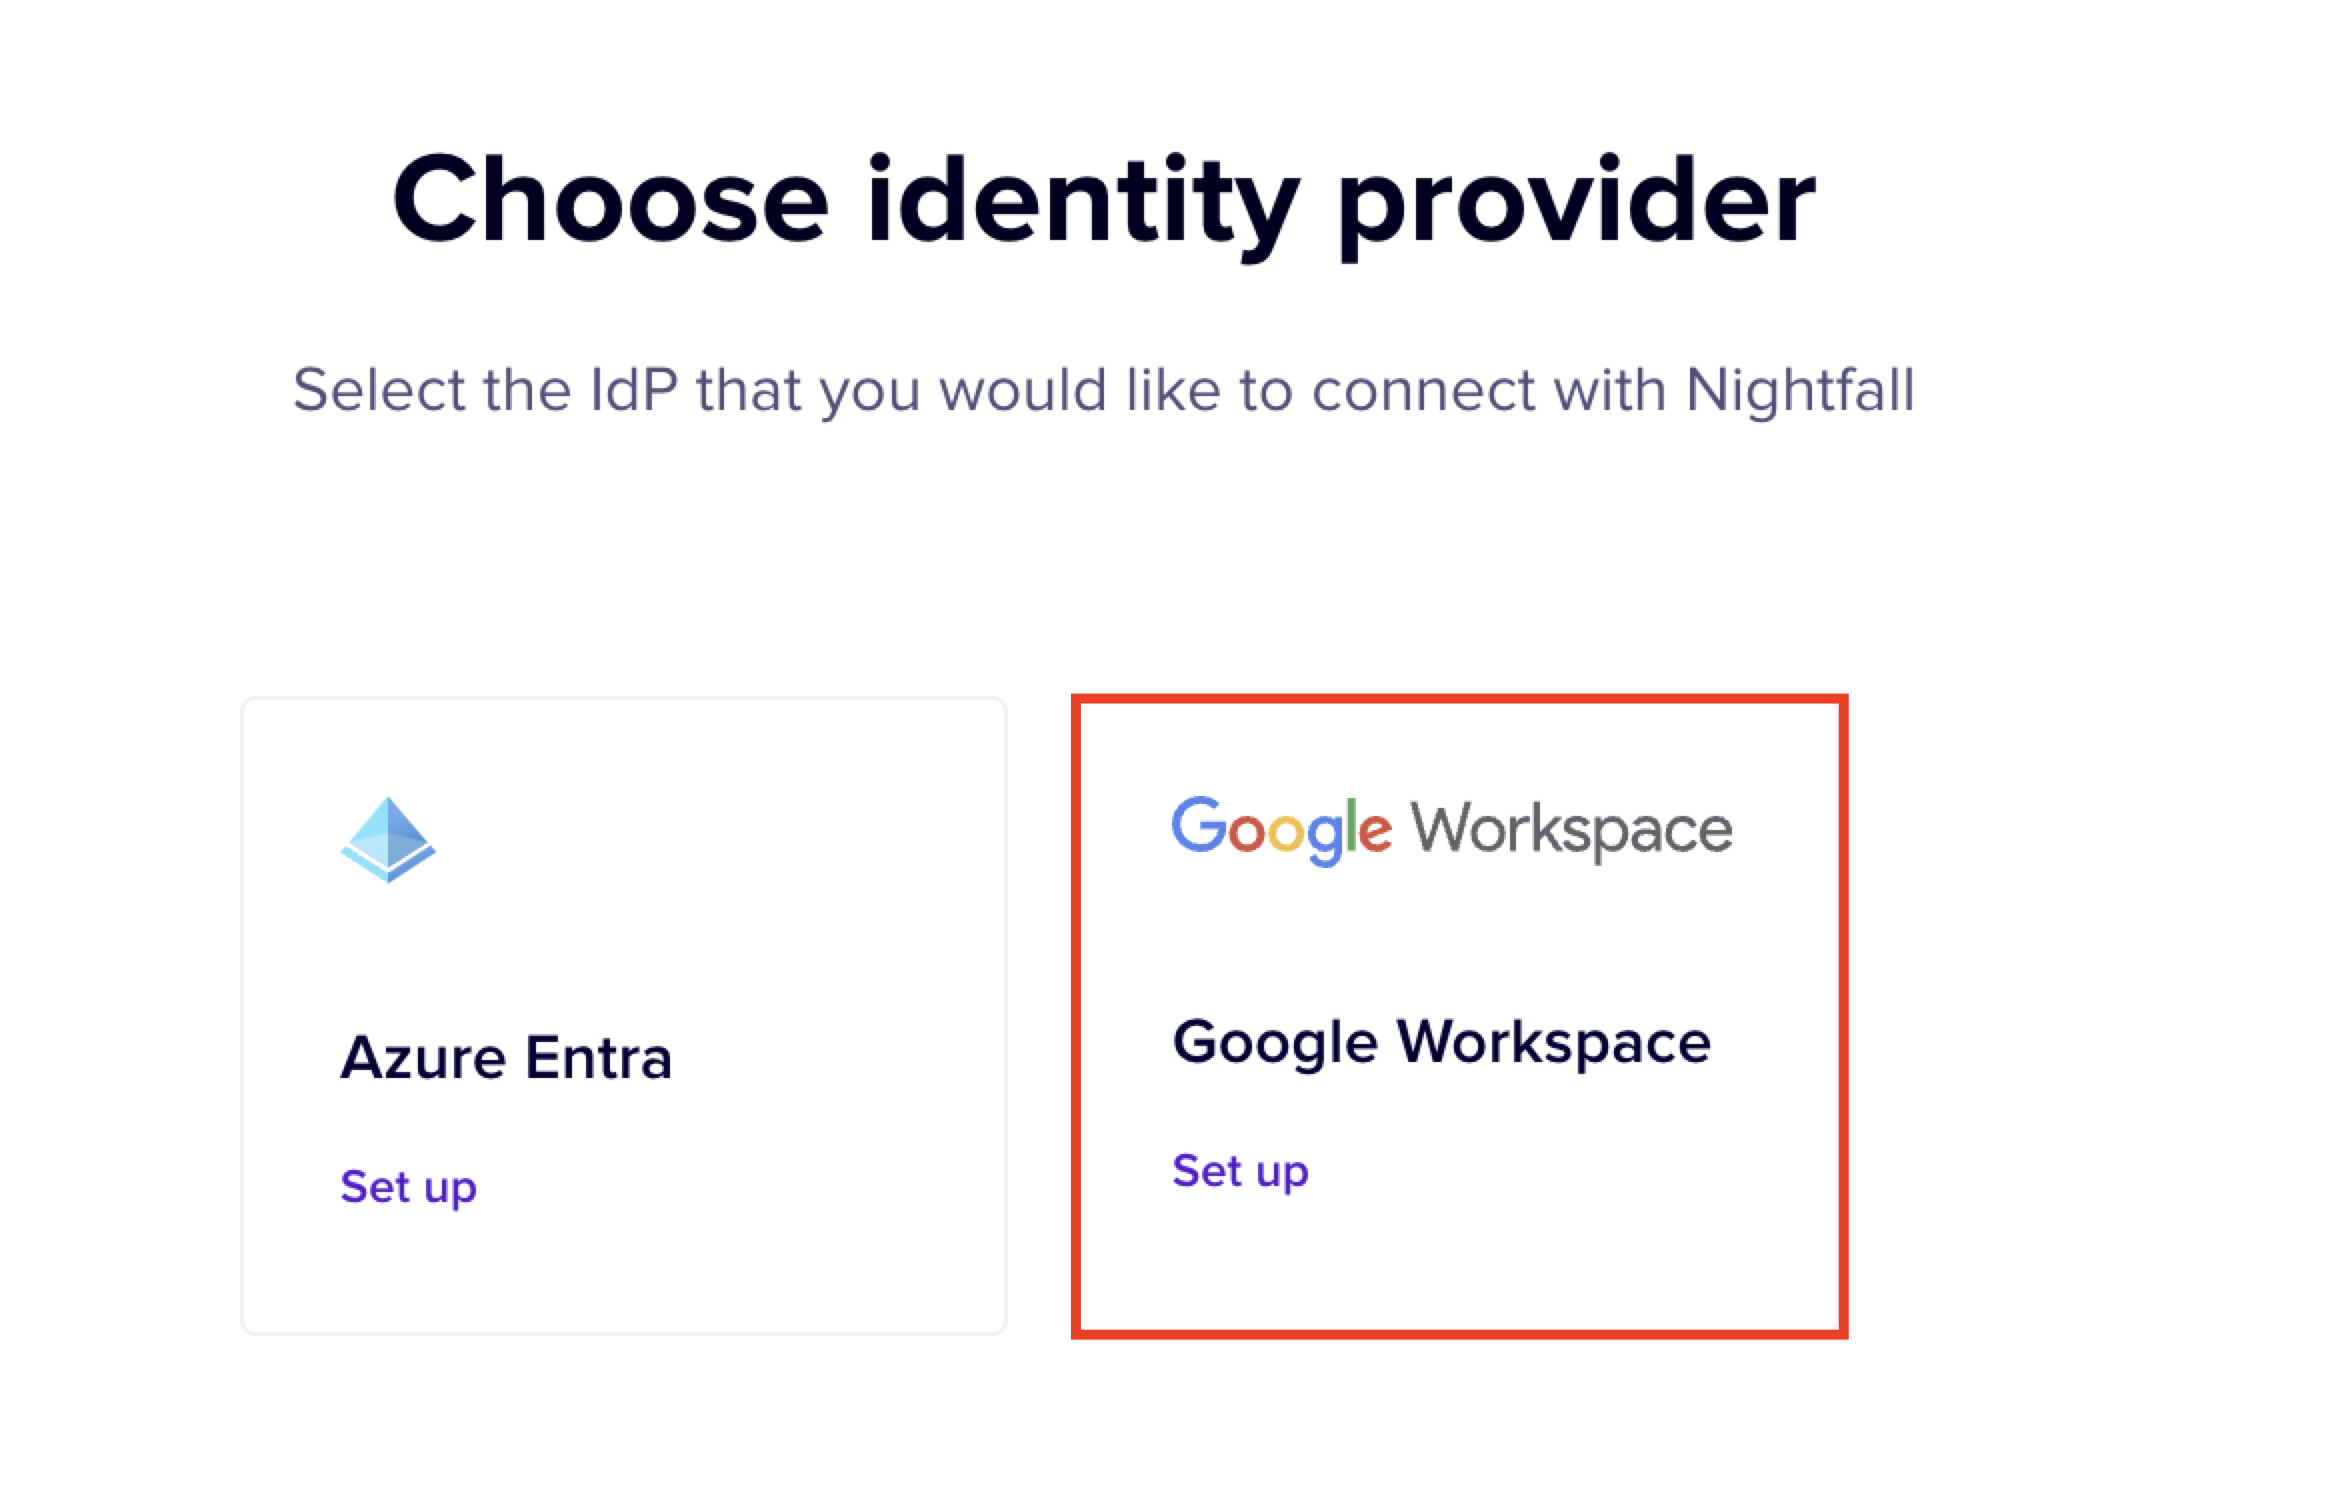 Choose identity provider
Select the IdP that you would like to connect with Nightfall
Azure Entra
Set up
Google Workspace
Google Workspace
Set up